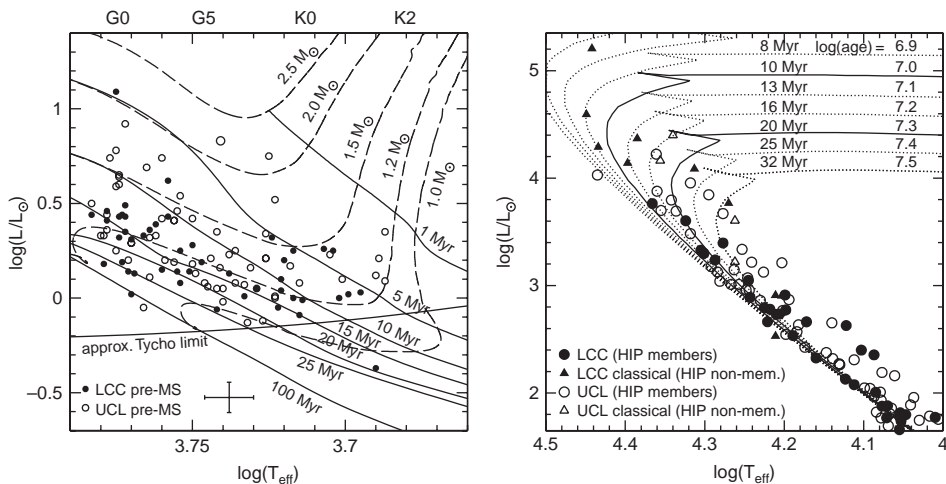 G0 G5 K0 K2
1
0.5
0
−0.5
log(L/L⊙)
3.75 3.7
log(Teff)
2.5 M⊙
2.0 M⊙
1.5 M⊙
1.2 M⊙
1.0 M⊙
1 Myr
5 Myr
10 Myr
15 Myr
20 Myr
25 Myr
100 Myr
approx. Tycho limit
LCC pre-MS
UCL pre-MS
5
4
3
2
log(L/L⊙)
4.5 4.4 4.3 4.2 4.1 4
log(Teff)
8 Myr log(age) = 6.9
10 Myr 7.0
13 Myr 7.1
16 Myr 7.2
20 Myr 7.3
25 Myr 7.4
32 Myr 7.5
LCC (HIP members)
LCC classical (HIP non-mem.)
UCL (HIP members)
UCL classical (HIP non-mem.)